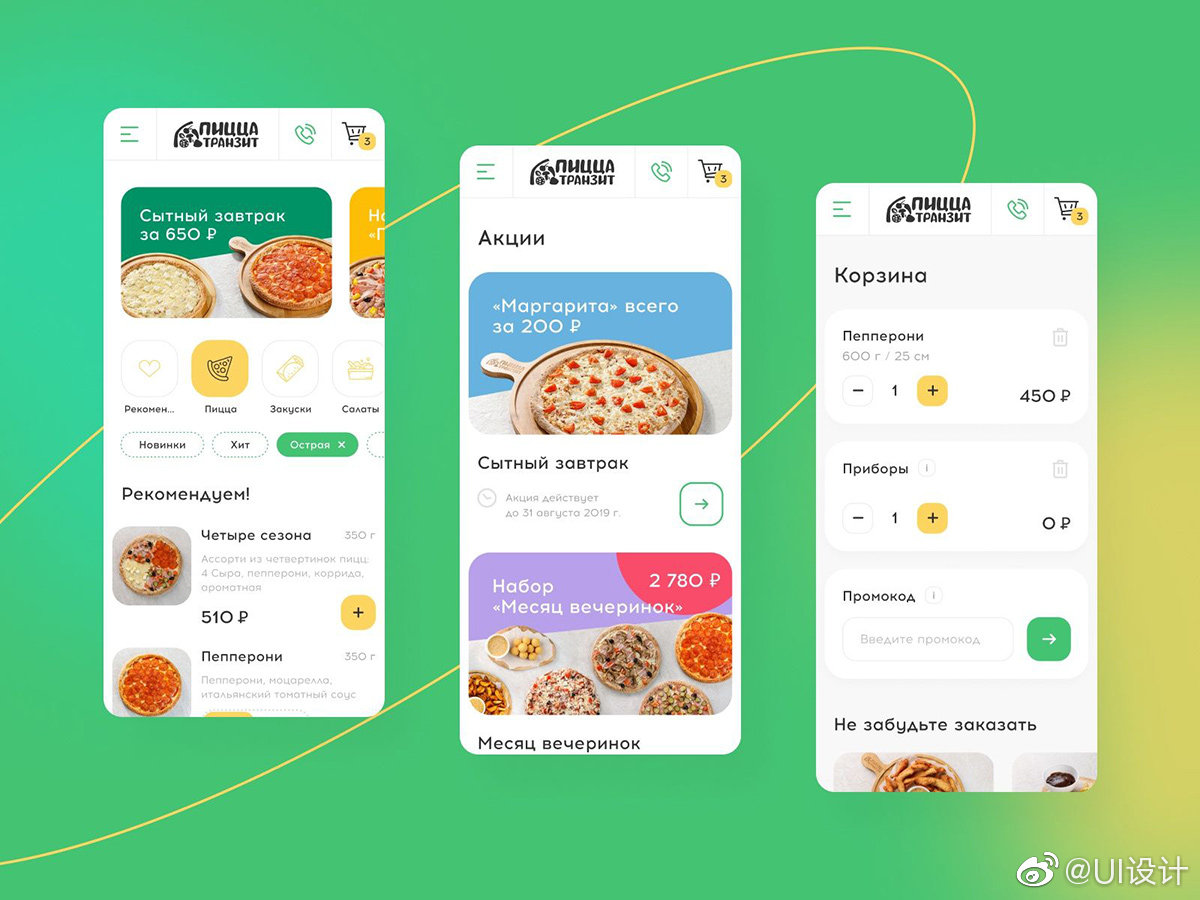 ПИЦЦА
ТРАНЗИТ
3
Сытный завтрак
за 650 ₽
Рекомен...
Пицца
Закуски
Салаты
Новинки
Хит
Острая ×
Рекомендуем!
Четыре сезона
350 г
Ассорти из четвертинок пицц:
4 Сыра, пепперони, коррида,
ароматная
510 ₽
+
Пепперони
350 г
Пепперони, моцарелла,
итальянский томатный соус
ПИЦЦА
ТРАНЗИТ
3
Акции
«Маргарита» всего
за 200 ₽
Сытный завтрак
Акция действует
до 31 августа 2019 г.
2 780 ₽
Набор
«Месяц вечеринок»
Месяц вечеринок
ПИЦЦА
ТРАНЗИТ
3
Корзина
Пепперони
600 г / 25 см
− 1 +
450 ₽
Приборы i
− 1 +
0 ₽
Промокод i
Введите промокод
Не забудьте заказать
@UI设计